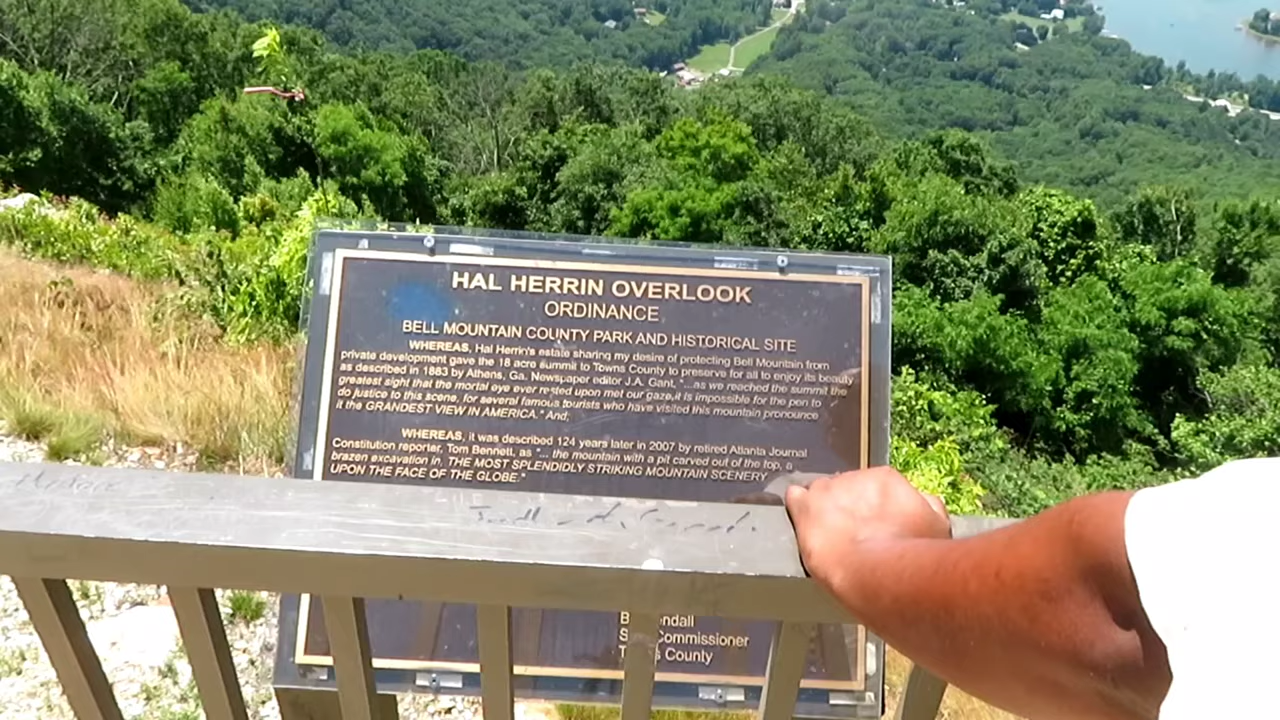 HAL HERRIN OVERLOOK
ORDINANCE
BELL MOUNTAIN COUNTY PARK AND HISTORICAL SITE
WHEREAS, Hal Herrin's estate sharing my desire of protecting Bell Mountain from
private development gave the 18 acre summit to Towns County to preserve for all to enjoy its beauty
as described in 1883 by Athens, Ga. Newspaper editor J.A. Gant, "...as we reached the summit the
greatest sight that the mortal eye ever rested upon met our gaze,it is impossible for the pen to
do justice to this scene, for several famous tourists who have visited this mountain pronounce
it the GRANDEST VIEW IN AMERICA." And;
WHEREAS, it was described 124 years later in 2007 by retired Atlanta Journal
Constitution reporter, Tom Bennett, as "... the mountain with a pit carved out of the top, a
brazen excavation in, THE MOST SPLENDIDLY STRIKING MOUNTAIN SCENERY
UPON THE FACE OF THE GLOBE."
endall
Commissioner
County